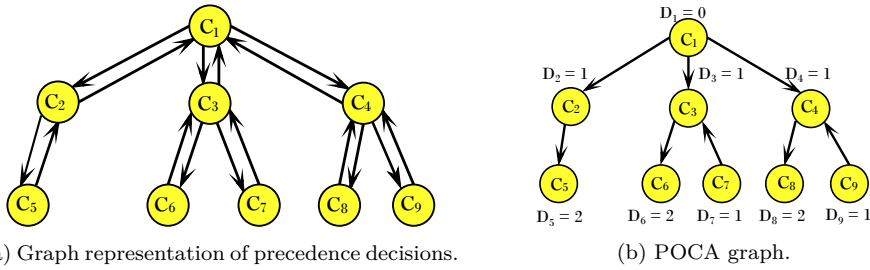 C1
C2
C3
C4
C5
C6
C7
C8
C9
) Graph representation of precedence decisions.
D1 = 0
C1
D2 = 1
D3 = 1
D4 = 1
C2
C3
C4
C5
C6
C7
C8
C9
D5 = 2
D6 = 2
D7 = 1
D8 = 2
D9 = 1
(b) POCA graph.